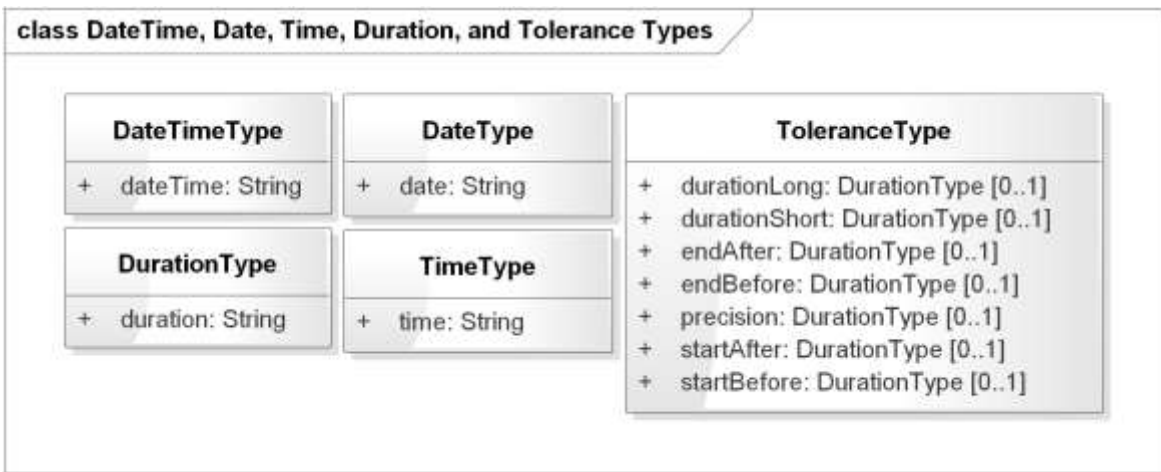 class DateTime, Date, Time, Duration, and Tolerance Types
DateTimeType
+ dateTime: String
DateType
+ date: String
DurationType
+ duration: String
TimeType
+ time: String
ToleranceType
+ durationLong: DurationType [0..1]
+ durationShort: DurationType [0..1]
+ endAfter: DurationType [0..1]
+ endBefore: DurationType [0..1]
+ precision: DurationType [0..1]
+ startAfter: DurationType [0..1]
+ startBefore: DurationType [0..1]